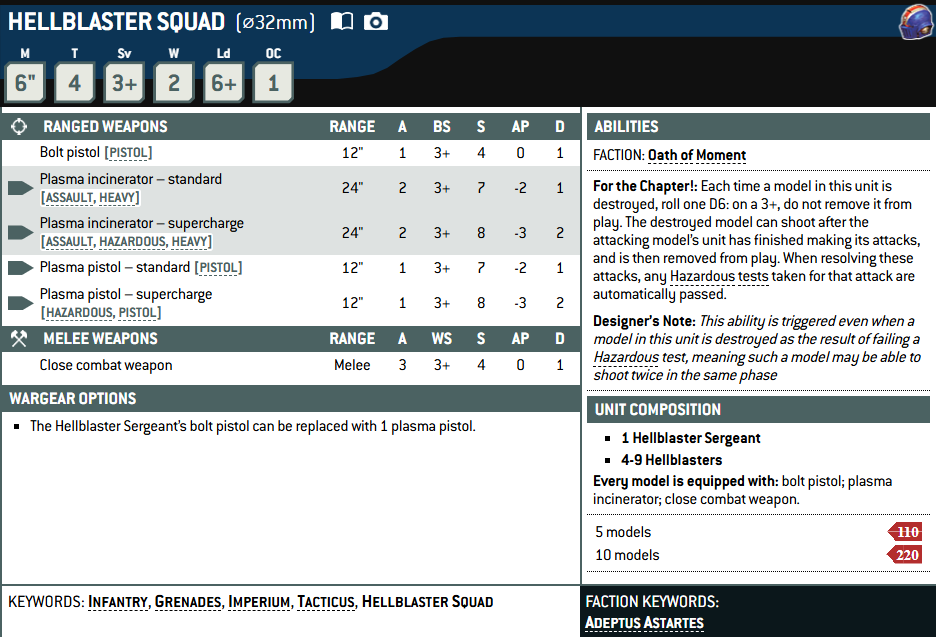 HELLBLASTER SQUAD (⌀32mm)
M T Sv W Ld OC
6" 4 3+ 2 6+ 1
RANGED WEAPONS RANGE A BS S AP D
Bolt pistol [PISTOL] 12" 1 3+ 4 0 1
Plasma incinerator – standard
[ASSAULT, HEAVY] 24" 2 3+ 7 -2 1
Plasma incinerator – supercharge
[ASSAULT, HAZARDOUS, HEAVY] 24" 2 3+ 8 -3 2
Plasma pistol – standard [PISTOL] 12" 1 3+ 7 -2 1
Plasma pistol – supercharge
[HAZARDOUS, PISTOL] 12" 1 3+ 8 -3 2
MELEE WEAPONS RANGE A WS S AP D
Close combat weapon Melee 3 3+ 4 0 1
WARGEAR OPTIONS
▪ The Hellblaster Sergeant's bolt pistol can be replaced with 1 plasma pistol.
ABILITIES
FACTION: Oath of Moment
For the Chapter!: Each time a model in this unit is
destroyed, roll one D6: on a 3+, do not remove it from
play. The destroyed model can shoot after the
attacking model's unit has finished making its attacks,
and is then removed from play. When resolving these
attacks, any Hazardous tests taken for that attack are
automatically passed.
Designer's Note: This ability is triggered even when a
model in this unit is destroyed as the result of failing a
Hazardous test, meaning such a model may be able to
shoot twice in the same phase
UNIT COMPOSITION
▪ 1 Hellblaster Sergeant
▪ 4-9 Hellblasters
Every model is equipped with: bolt pistol; plasma
incinerator; close combat weapon.
5 models 110
10 models 220
KEYWORDS: INFANTRY, GRENADES, IMPERIUM, TACTICUS, HELLBLASTER SQUAD
FACTION KEYWORDS:
ADEPTUS ASTARTES